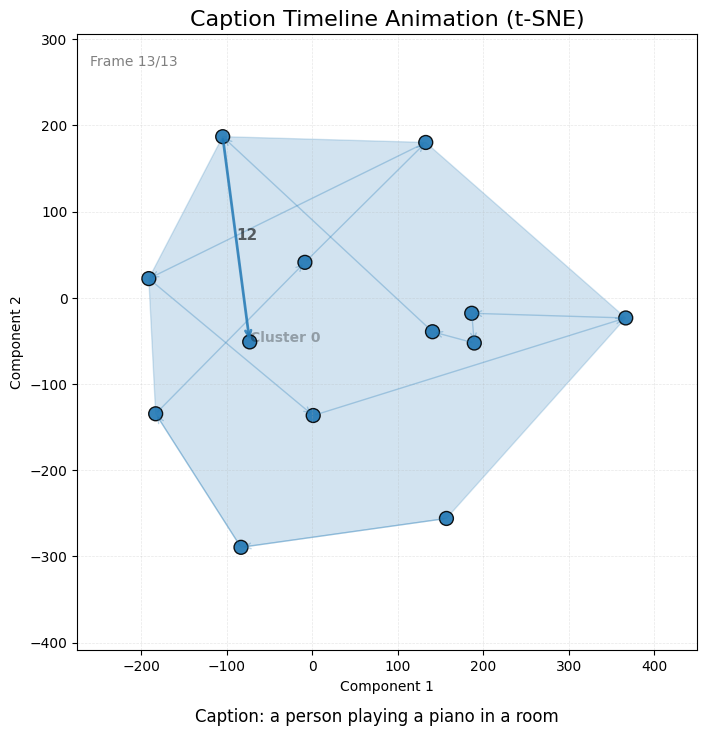 Caption Timeline Animation (t-SNE)
300
Frame 13/13
200
100
12
0
Cluster 0
−100
−200
−300
−400
Component 2
−200
−100
0
100
200
300
400
Component 1
Caption: a person playing a piano in a room